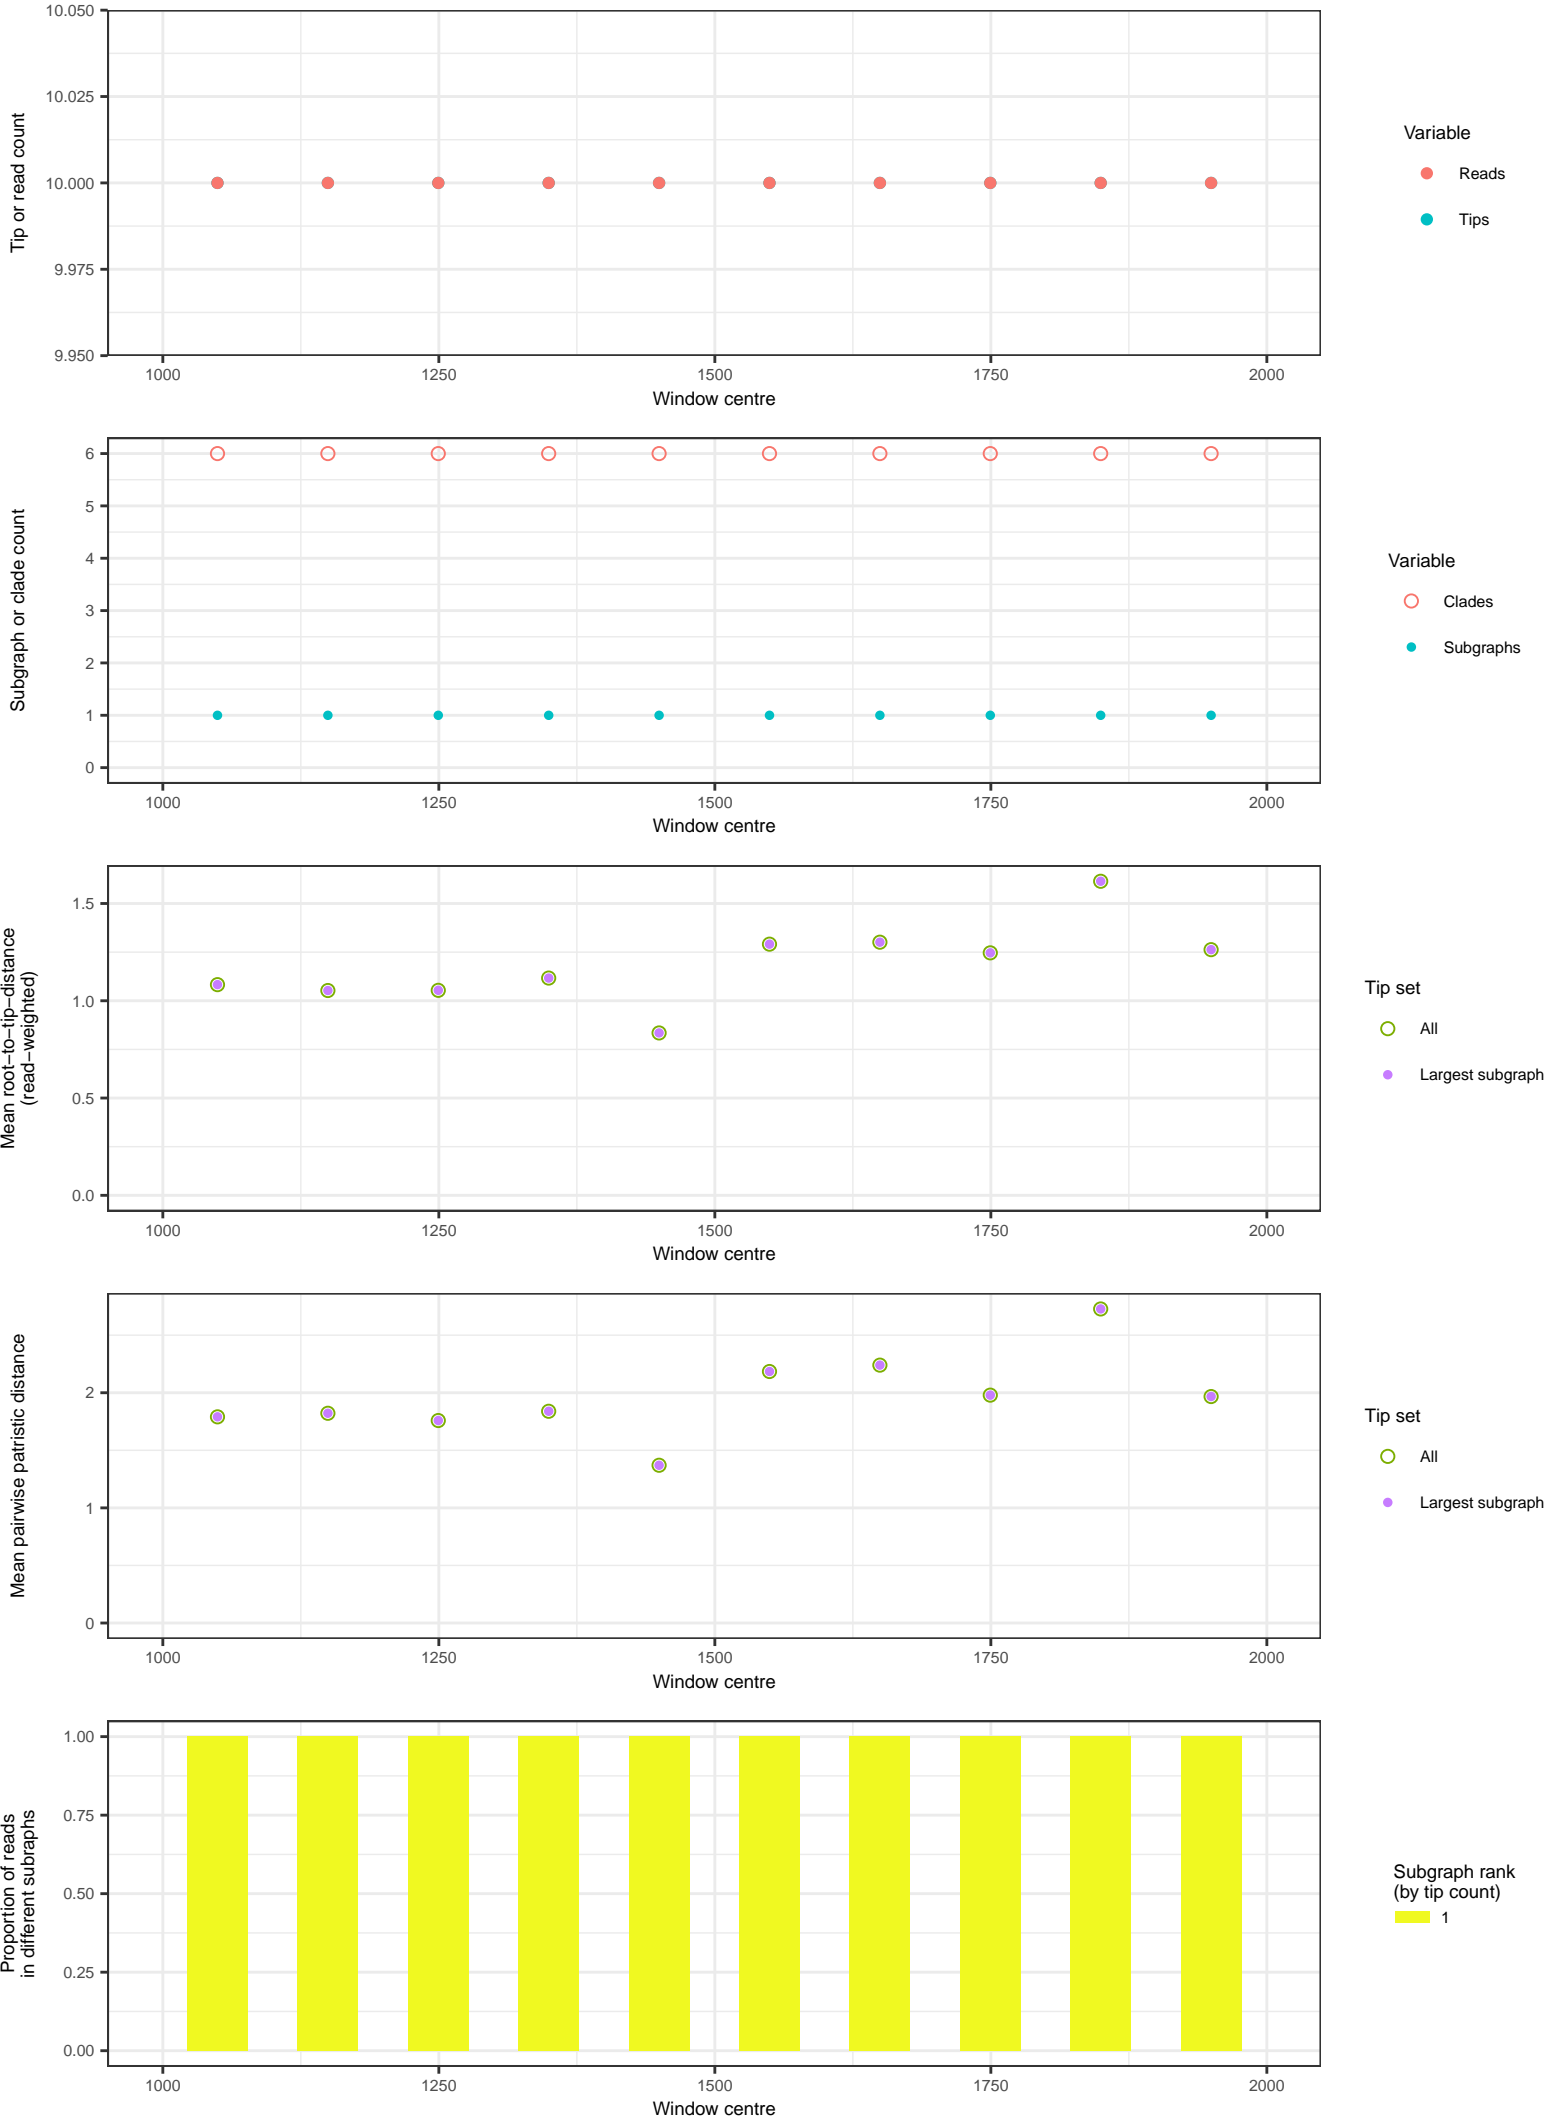 10.050
10.025
10.000
9.975
9.950
Tip or read count
1000 1250 1500 1750 2000
Window centre
Variable
Reads
Tips
6
5
4
3
2
1
0
Subgraph or clade count
1000 1250 1500 1750 2000
Window centre
Variable
Clades
Subgraphs
1.5
1.0
0.5
0.0
Mean root−to−tip−distance
(read−weighted)
1000 1250 1500 1750 2000
Window centre
Tip set
All
Largest subgraph
2
1
0
Mean pairwise patristic distance
1000 1250 1500 1750 2000
Window centre
Tip set
All
Largest subgraph
1.00
0.75
0.50
0.25
0.00
Proportion of reads
in different subraphs
1000 1250 1500 1750 2000
Window centre
Subgraph rank
(by tip count)
1